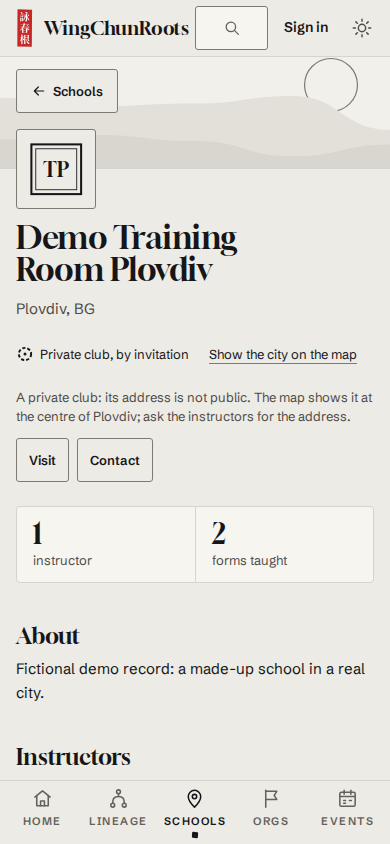 詠春根
WingChunRoots
Sign in
← Schools
TP
Demo Training
Room Plovdiv
Plovdiv, BG
Private club, by invitation
Show the city on the map
A private club: its address is not public. The map shows it at
the centre of Plovdiv; ask the instructors for the address.
Visit
Contact
1
instructor
2
forms taught
About
Fictional demo record: a made-up school in a real
city.
Instructors
HOME
LINEAGE
SCHOOLS
ORGS
EVENTS